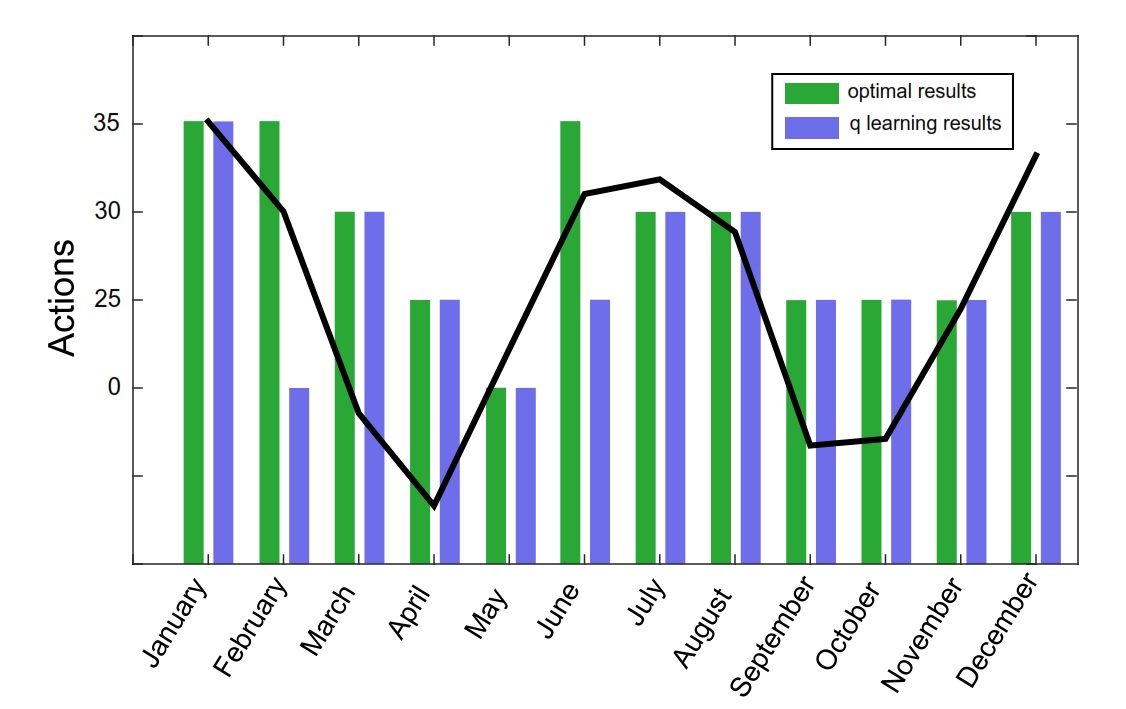 optimal results
q learning results
35
30
25
0
Actions
January
February
March
April
May
June
July
August
September
October
November
December